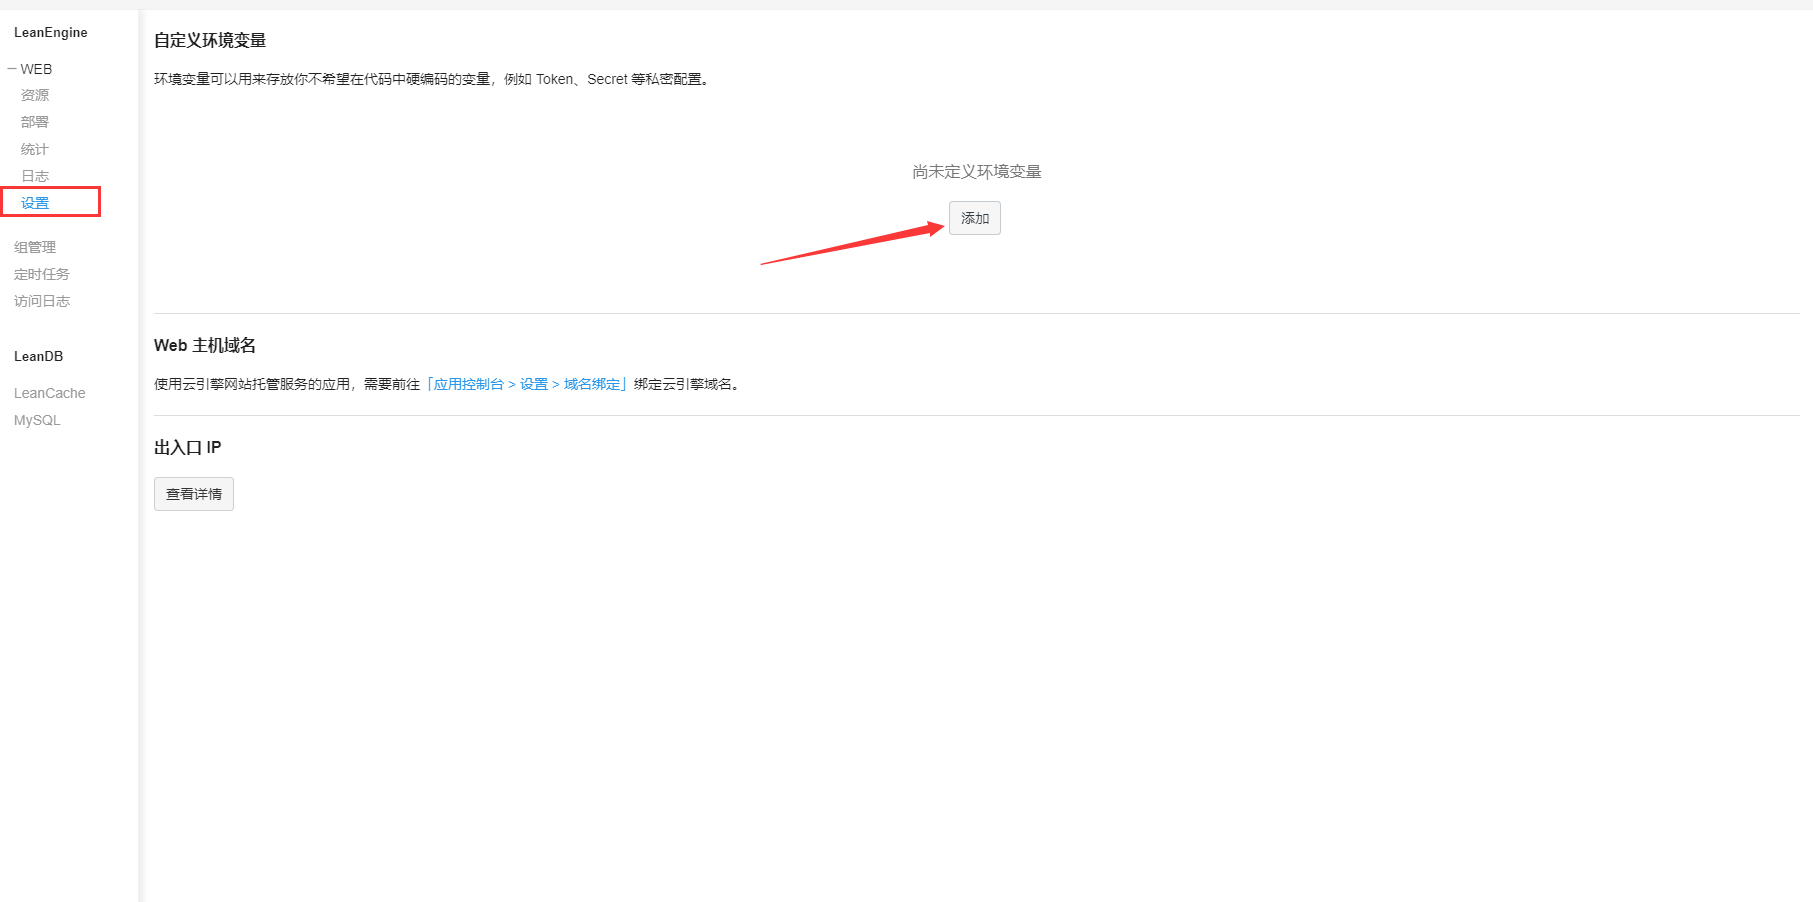 LeanEngine
WEB
资源
部署
统计
日志
设置
组管理
定时任务
访问日志
LeanDB
LeanCache
MySQL
自定义环境变量
环境变量可以用来存放你不希望在代码中硬编码的变量，例如 Token、Secret 等私密配置。
尚未定义环境变量
添加
Web 主机域名
使用云引擎网站托管服务的应用，需要前往「应用控制台 > 设置 > 域名绑定」绑定云引擎域名。
出入口 IP
查看详情